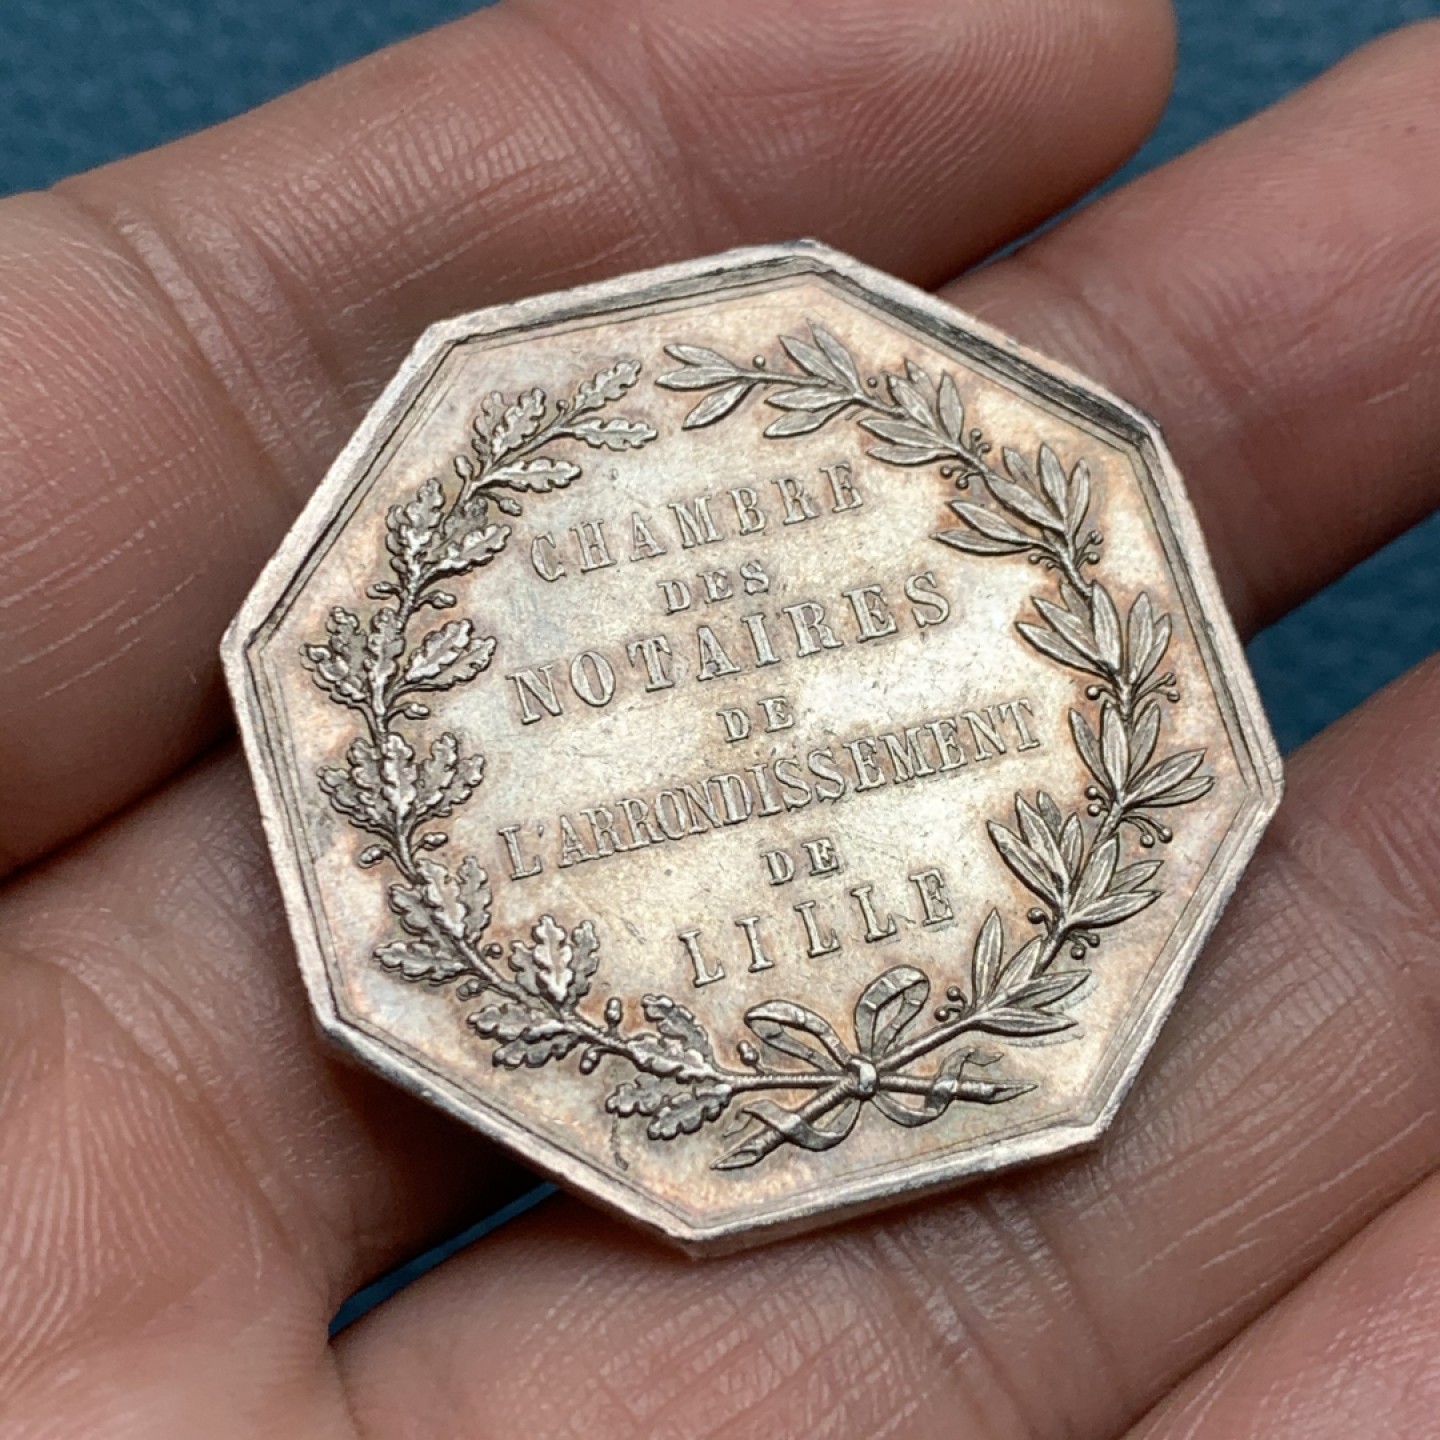 CHAMBRE
DES
NOTAIRES
DE
L'ARRONDISSEMENT
DE
LILLE